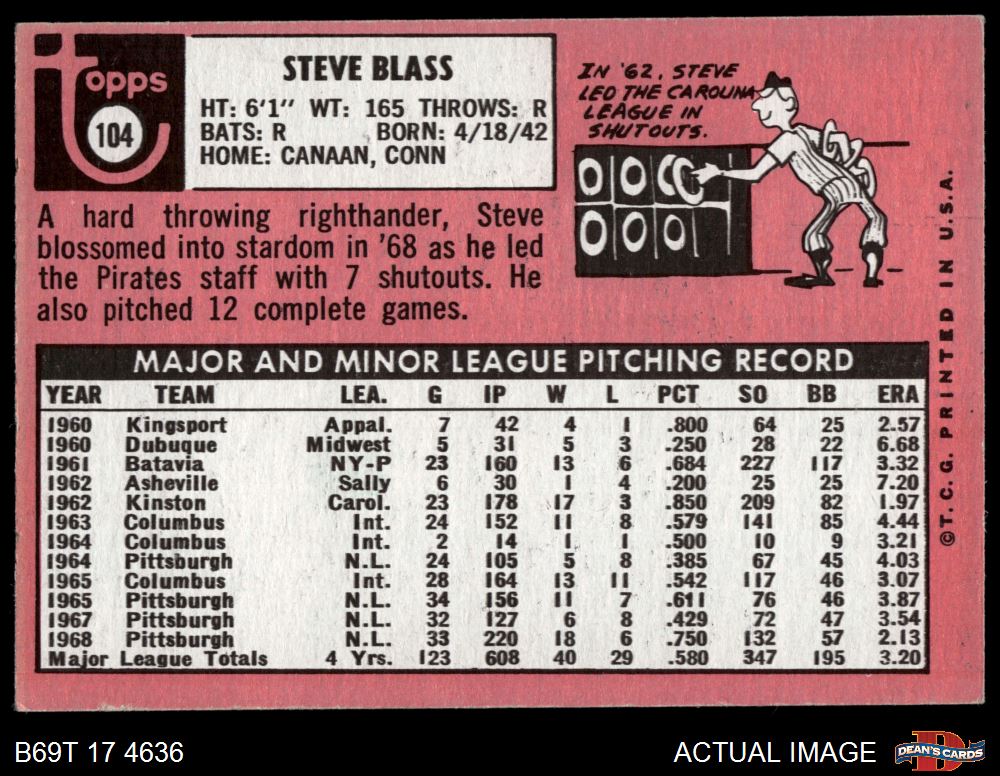 topps
104
STEVE BLASS
HT: 6'1" WT: 165 THROWS: R
BATS: R BORN: 4/18/42
HOME: CANAAN, CONN
IN '62, STEVE
LED THE CAROLINA
LEAGUE IN
SHUTOUTS.
0 0 0 0
0 0 0
A hard throwing righthander, Steve
blossomed into stardom in '68 as he led
the Pirates staff with 7 shutouts. He
also pitched 12 complete games.
MAJOR AND MINOR LEAGUE PITCHING RECORD
YEAR TEAM LEA. G IP W L PCT SO BB ERA
1960 Kingsport Appal. 7 42 4 1 .800 64 25 2.57
1960 Dubuque Midwest 5 31 5 3 .250 28 22 6.68
1961 Batavia NY-P 23 160 13 6 .684 227 117 3.32
1962 Asheville Sally 6 30 1 4 .200 25 25 7.20
1962 Kinston Carol. 23 178 17 3 .850 209 82 1.97
1963 Columbus Int. 24 152 11 8 .579 141 85 4.44
1964 Columbus Int. 2 14 1 1 .500 10 9 3.21
1964 Pittsburgh N.L. 24 105 5 8 .385 67 45 4.03
1965 Columbus Int. 28 164 13 11 .542 117 46 3.07
1965 Pittsburgh N.L. 34 156 11 7 .611 76 46 3.87
1967 Pittsburgh N.L. 32 127 6 8 .429 72 47 3.54
1968 Pittsburgh N.L. 33 220 18 6 .750 132 57 2.13
Major League Totals 4 Yrs. 123 608 40 29 .580 347 195 3.20
©T.C.G. PRINTED IN U.S.A.
B69T 17 4636
ACTUAL IMAGE
D
DEAN'S CARDS